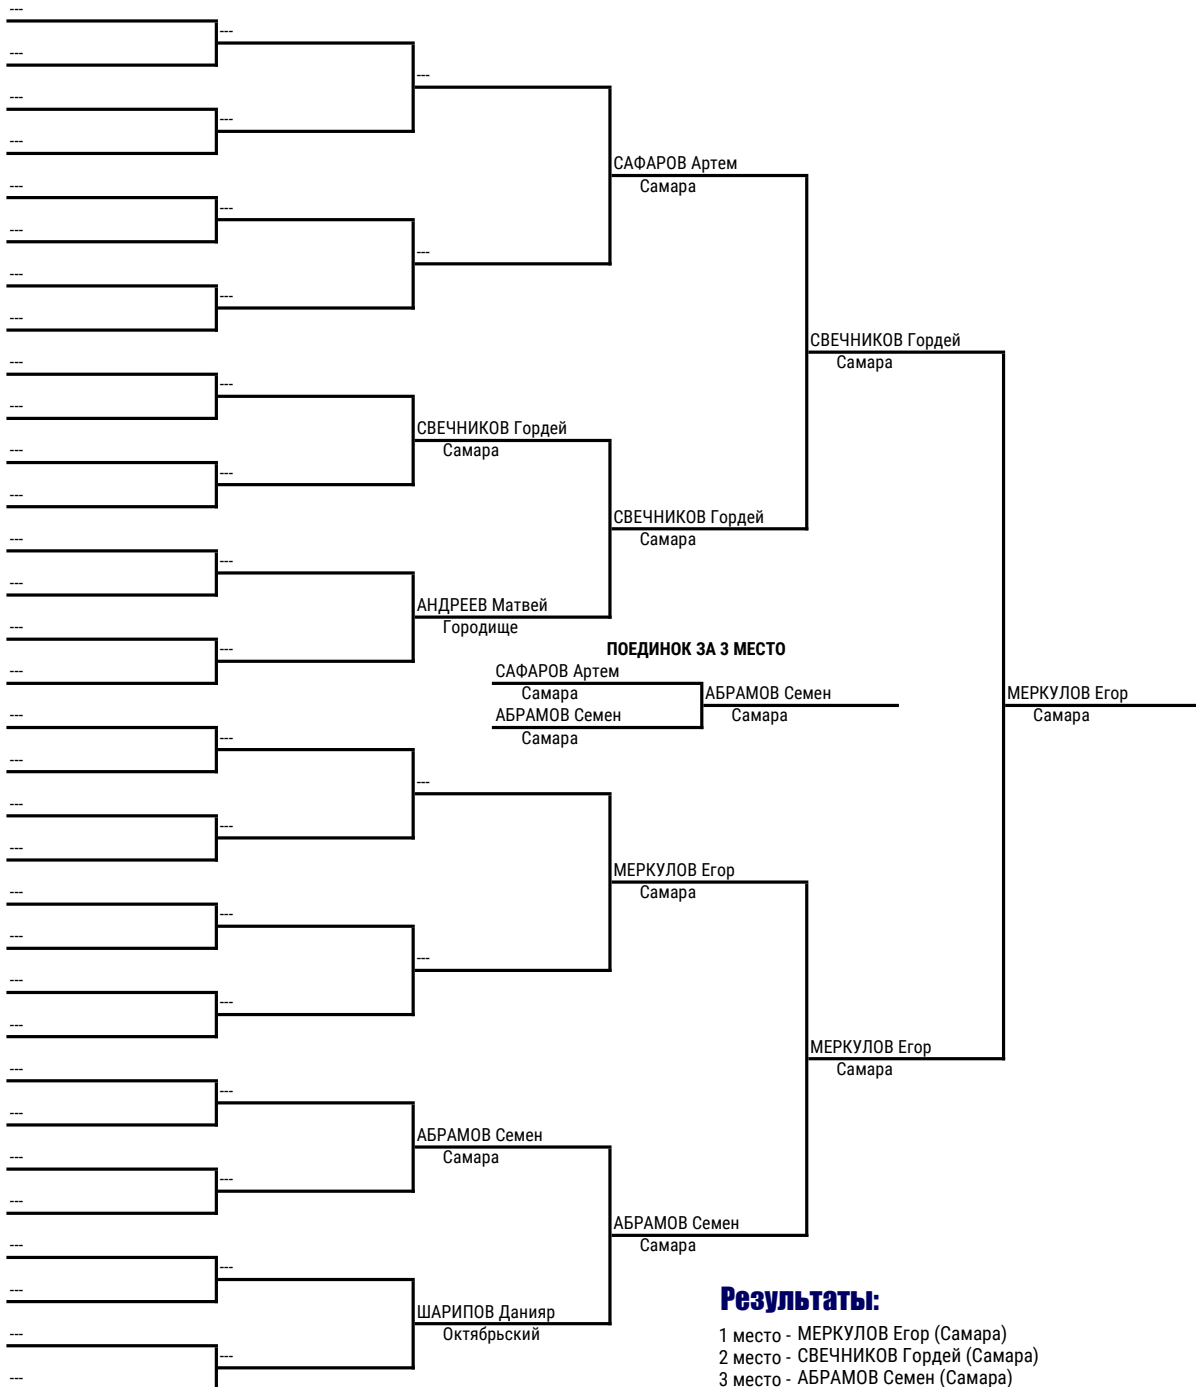 ---
---
---
---
---
---
---
САФАРОВ Артем
---
Самара
---
---
---
---
---
---
СВЕЧНИКОВ Гордей
---
Самара
---
---
СВЕЧНИКОВ Гордей
---
Самара
---
---
СВЕЧНИКОВ Гордей
---
Самара
---
---
АНДРЕЕВ Матвей
---
Городище
---
ПОЕДИНОК ЗА 3 МЕСТО
---
САФАРОВ Артем
Самара
АБРАМОВ Семен
МЕРКУЛОВ Егор
---
АБРАМОВ Семен
Самара
Самара
---
Самара
---
---
---
---
---
МЕРКУЛОВ Егор
---
Самара
---
---
---
---
---
---
МЕРКУЛОВ Егор
---
Самара
---
---
АБРАМОВ Семен
---
Самара
---
---
АБРАМОВ Семен
---
Самара
---
---
ШАРИПОВ Данияр
---
Октябрьский
---
---
Результаты:
1 место - МЕРКУЛОВ Егор (Самара)
2 место - СВЕЧНИКОВ Гордей (Самара)
3 место - АБРАМОВ Семен (Самара)